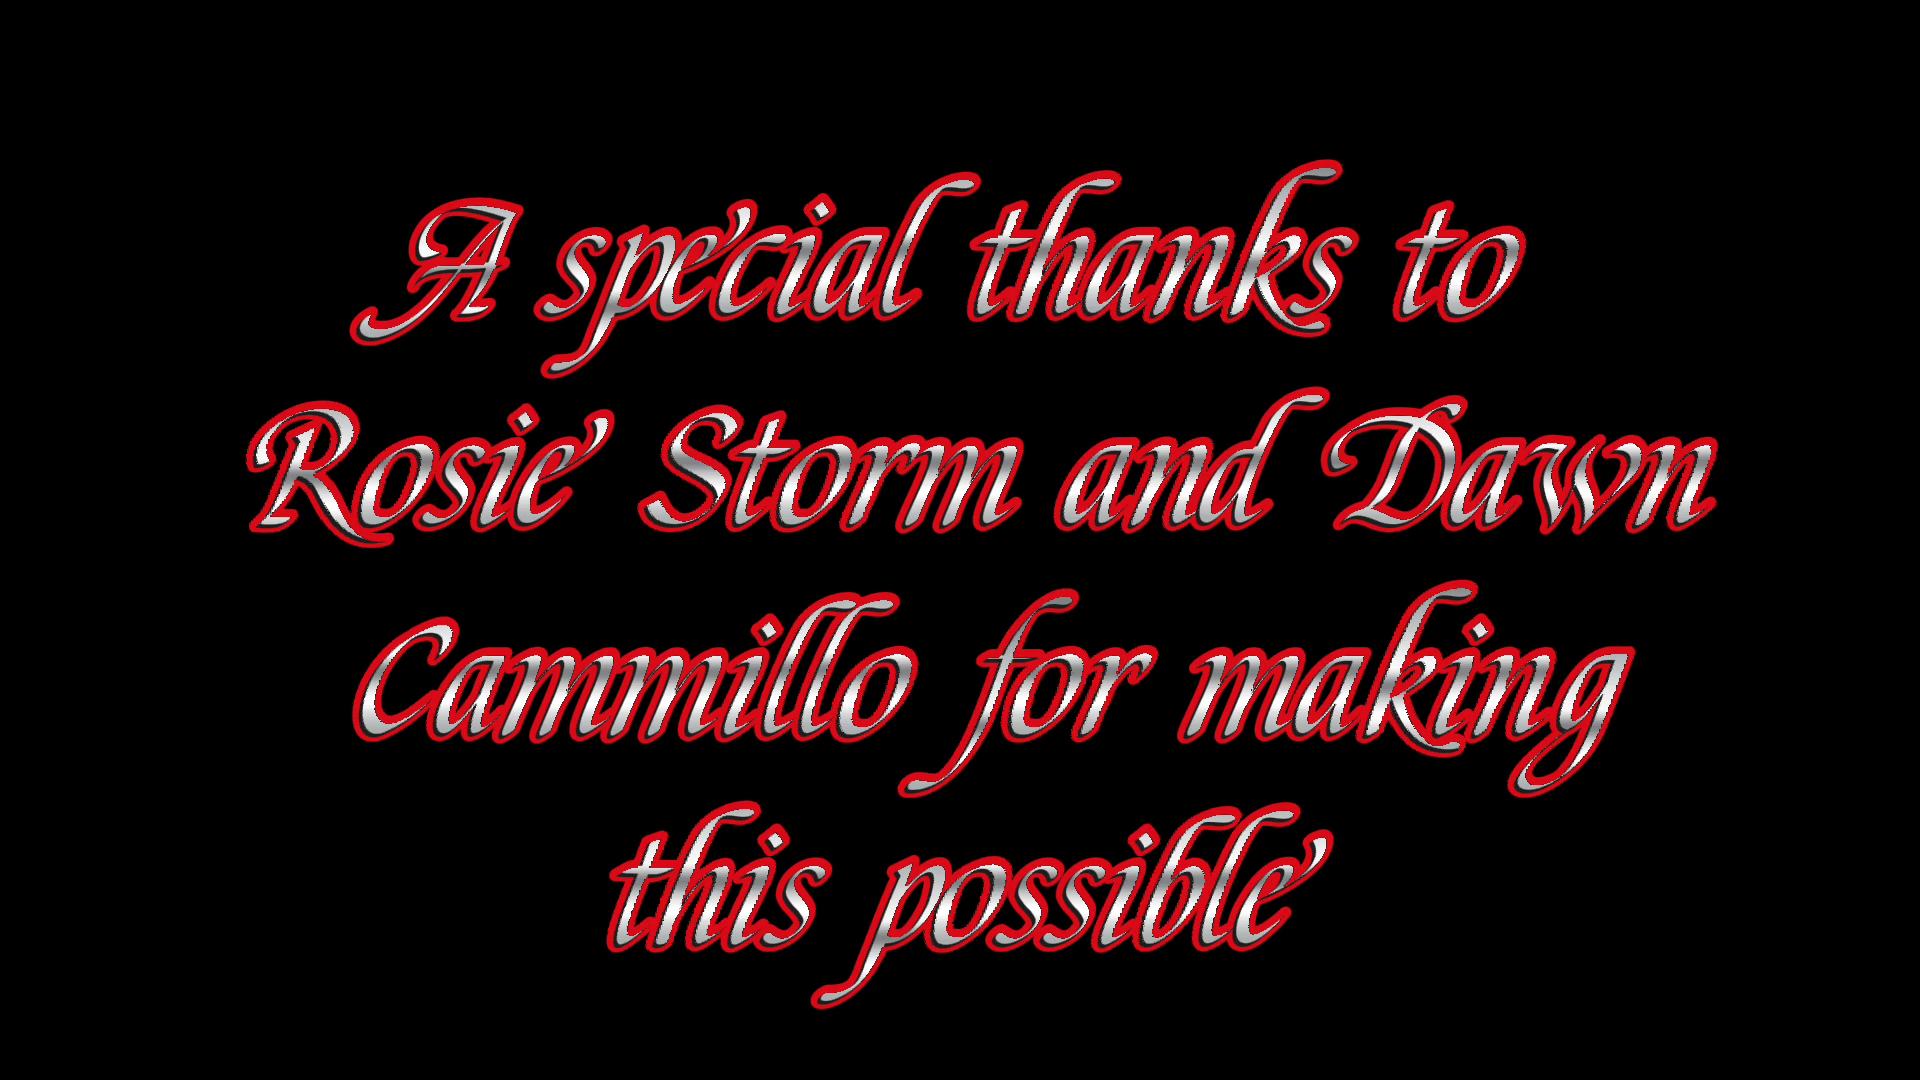 A special thanks to
Rosie Storm and Dawn
Cammillo for making
this possible